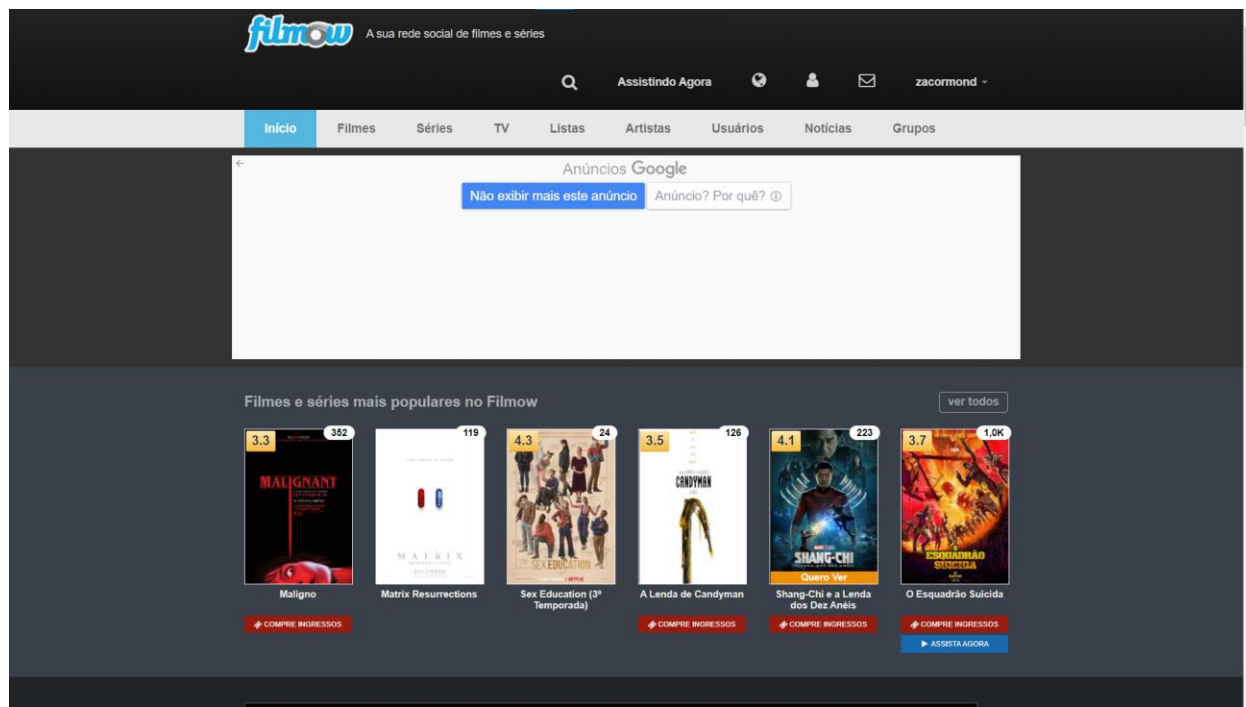 filmow
A sua rede social de filmes e séries
Assistindo Agora
zacormond
Início Filmes Séries TV Listas Artistas Usuários Notícias Grupos
Anúncios Google
Não exibir mais este anúncio Anúncio? Por quê?
Filmes e séries mais populares no Filmow
ver todos
3.3 352
MALIGNANT
119
MATRIX
4.3 24
SEX EDUCATION
NETFLIX
3.5 126
CANDYMAN
4.1 223
SHANG-CHI
Quero Ver
3.7 1,0K
O
ESQUADRÃO
SUICIDA
Maligno
Matrix Resurrections
Sex Education (3ª
Temporada)
A Lenda de Candyman
Shang-Chi e a Lenda
dos Dez Anéis
O Esquadrão Suicida
COMPRE INGRESSOS
COMPRE INGRESSOS
COMPRE INGRESSOS
COMPRE INGRESSOS
ASSISTA AGORA